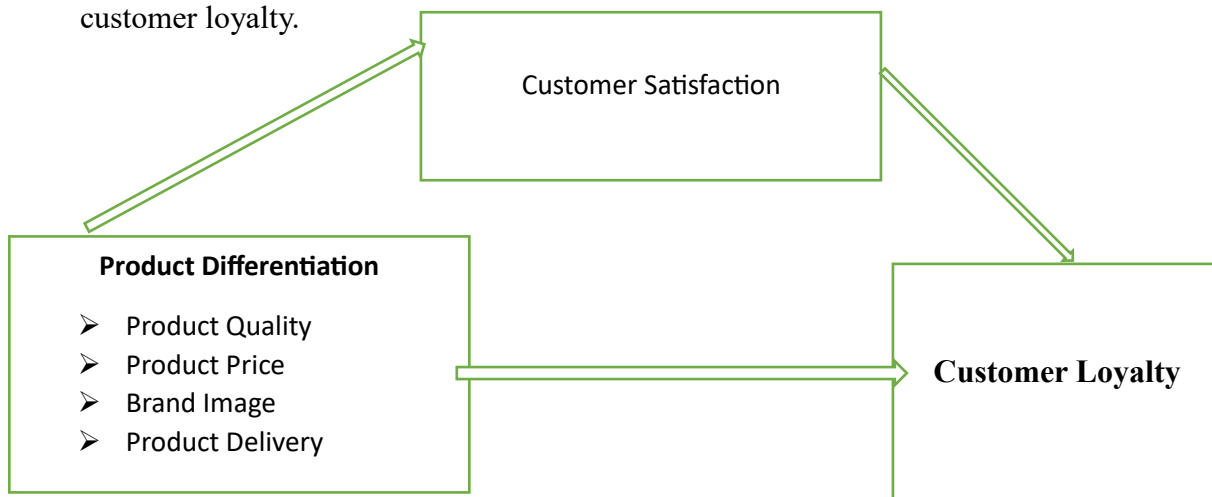 customer loyalty.
Customer Satisfaction
Product Differentiation
➢ Product Quality
➢ Product Price
➢ Brand Image
➢ Product Delivery
Customer Loyalty